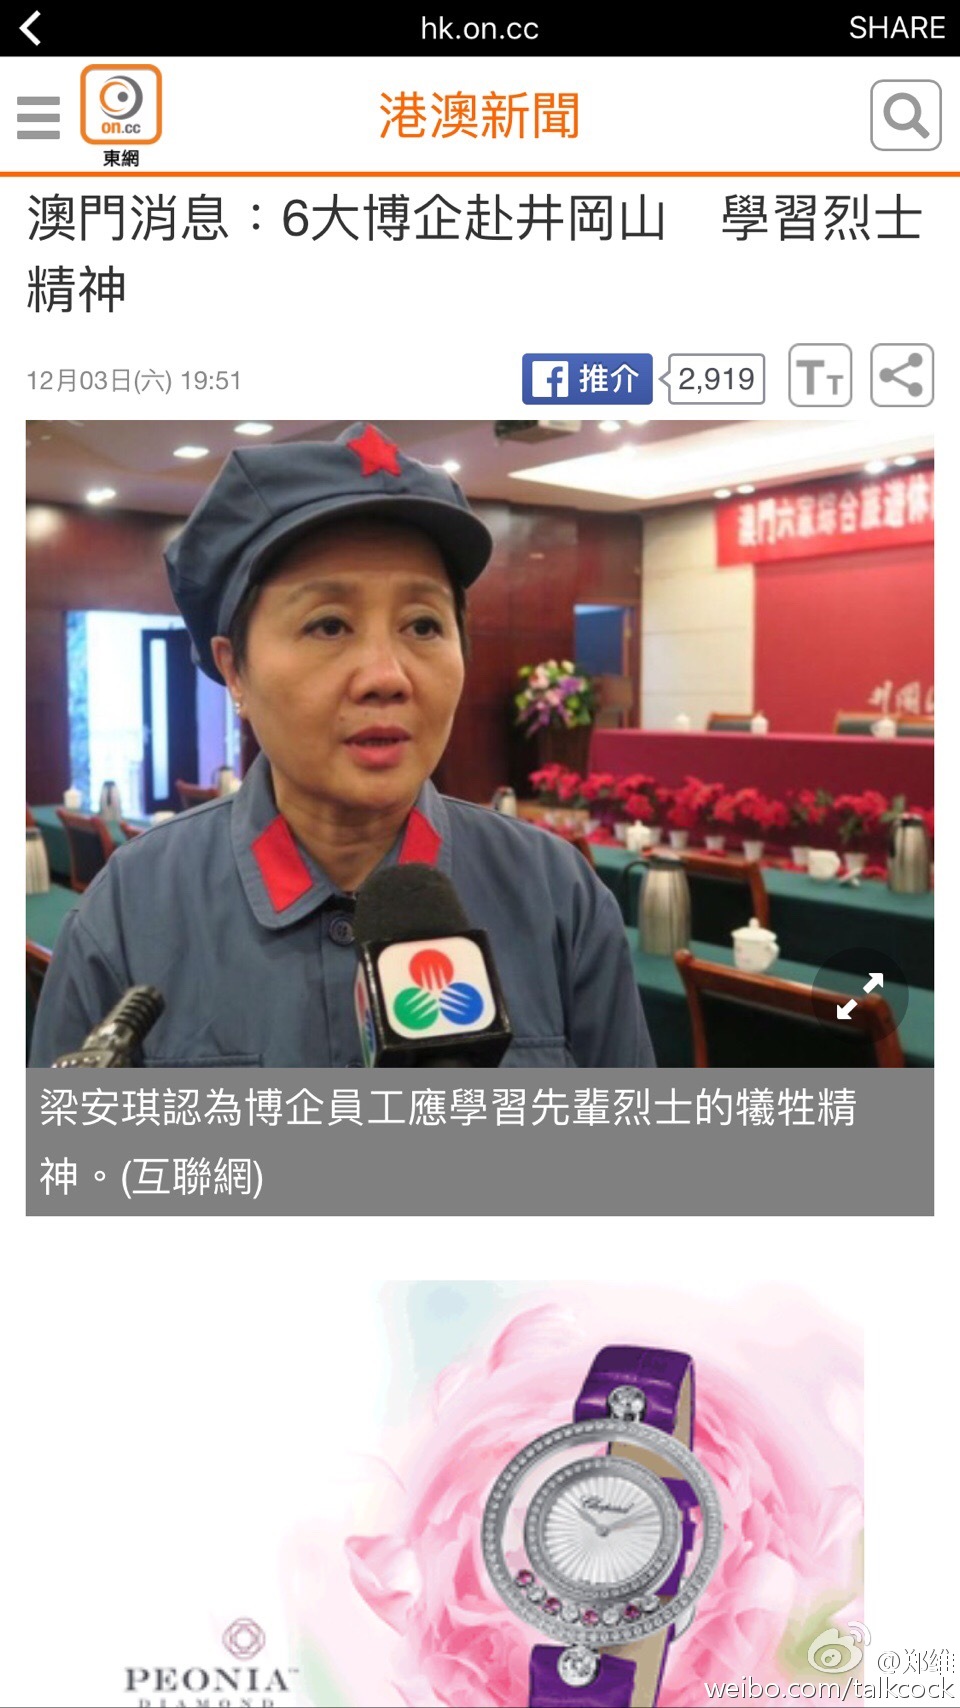 hk.on.cc
SHARE
on.cc
東網
港澳新聞
澳門消息：6大博企赴井岡山　學習烈士
精神
12月03日(六) 19:51
推介
2,919
TT
澳門六家綜合旅遊休
井岡山
梁安琪認為博企員工應學習先輩烈士的犧牲精
神。(互聯網)
Chopard
PEONIA
DIAMOND
@郑维
weibo.com/talkcock